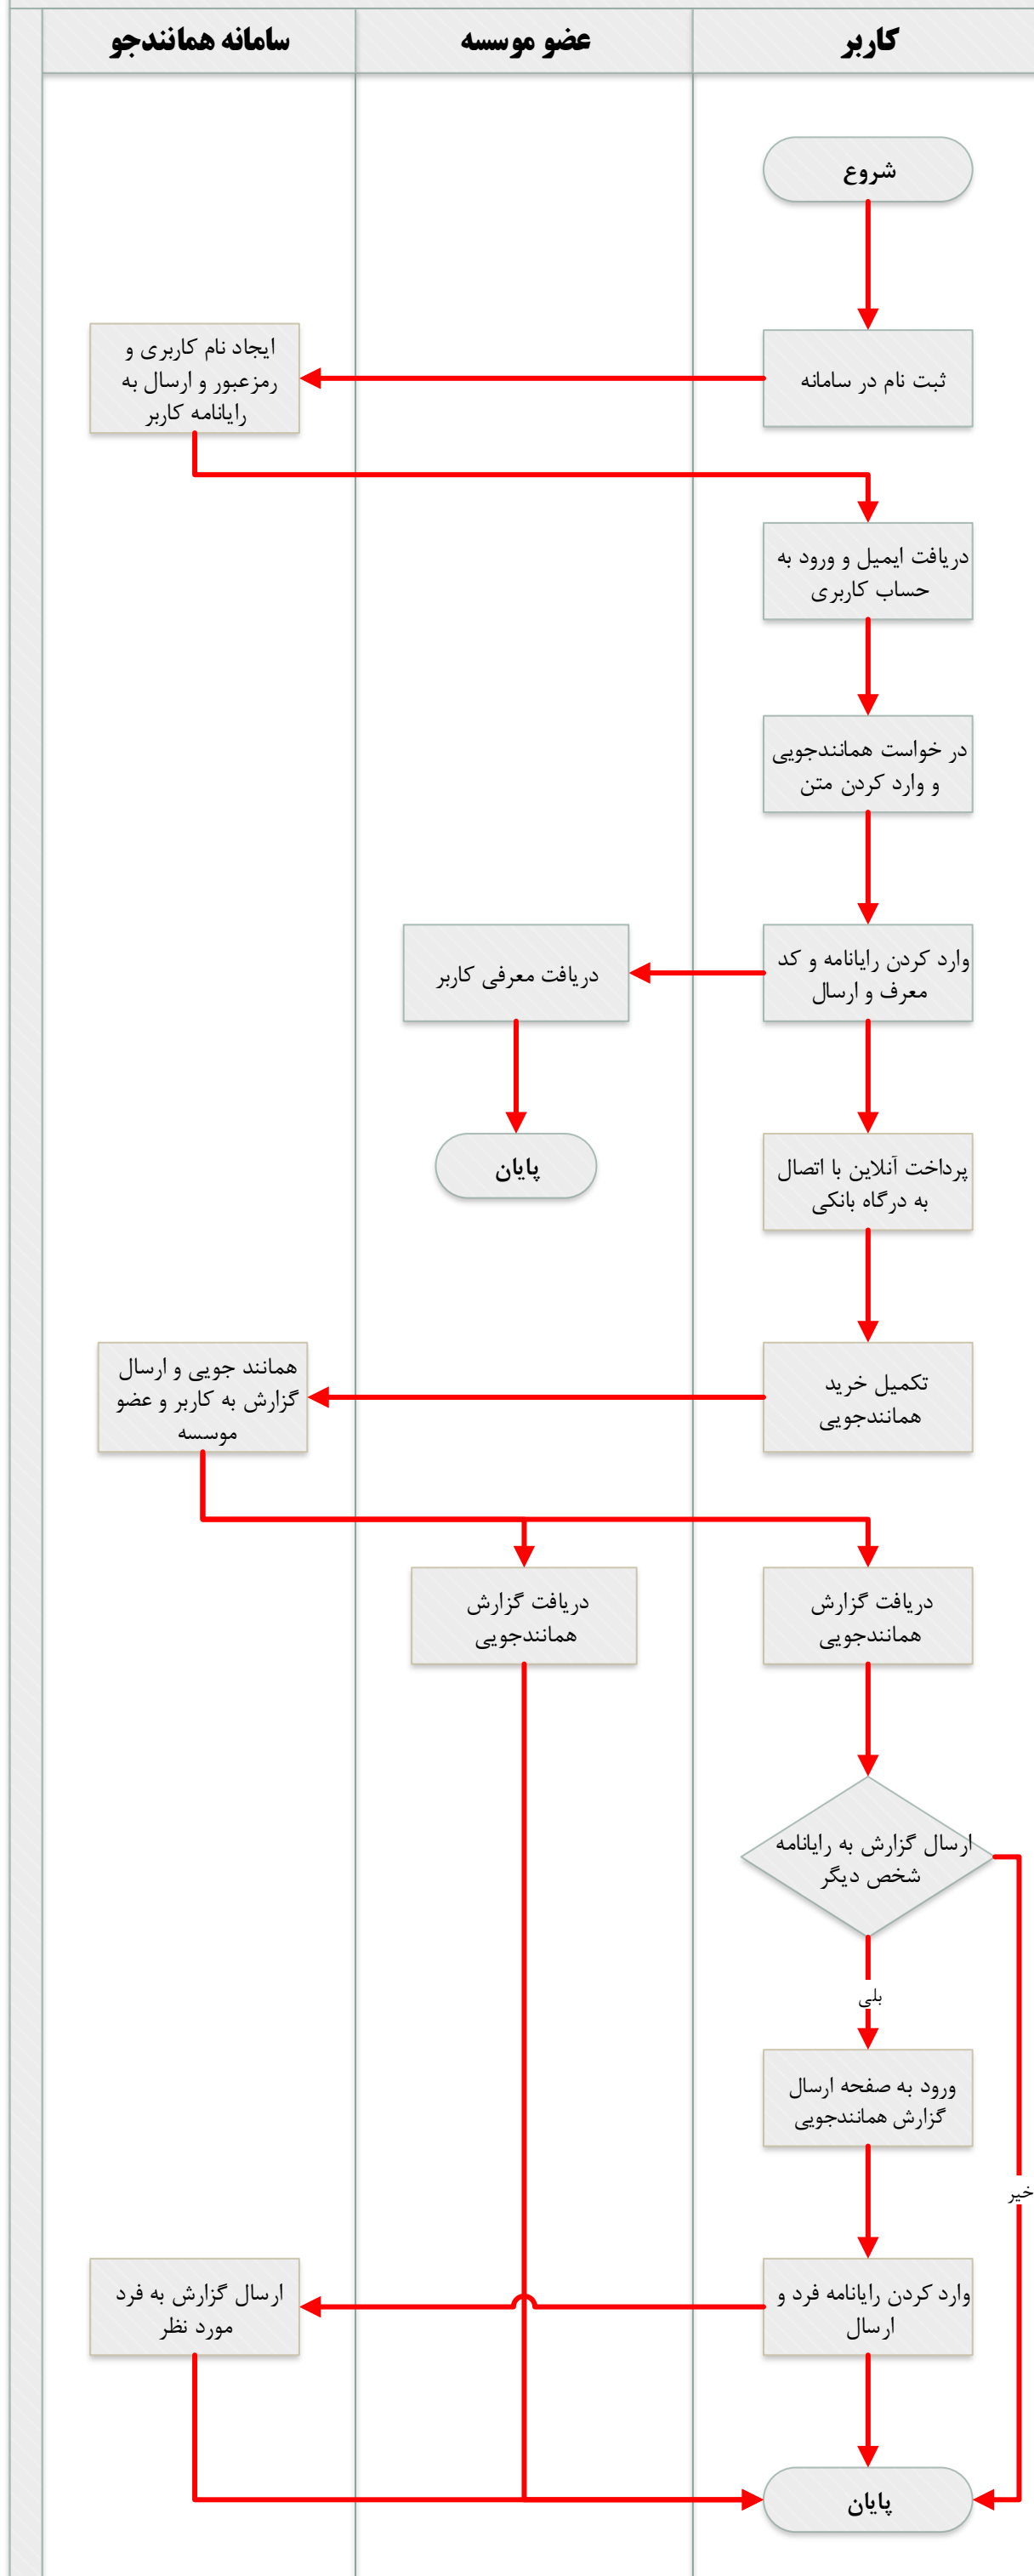 کاربر
عضو موسسه
سامانه همانندجو
شروع
ثبت نام در سامانه
ایجاد نام کاربری و
رمزعبور و ارسال به
رایانامه کاربر
دریافت ایمیل و ورود به
حساب کاربری
در خواست همانندجویی
و وارد کردن متن
وارد کردن رایانامه و کد
معرف و ارسال
دریافت معرفی کاربر
پایان
پرداخت آنلاین با اتصال
به درگاه بانکی
تکمیل خرید
همانندجویی
همانند جویی و ارسال
گزارش به کاربر و عضو
موسسه
دریافت گزارش
همانندجویی
دریافت گزارش
همانندجویی
ارسال گزارش به رایانامه
شخص دیگر
بلی
ورود به صفحه ارسال
گزارش همانندجویی
خیر
وارد کردن رایانامه فرد و
ارسال
ارسال گزارش به فرد
مورد نظر
پایان